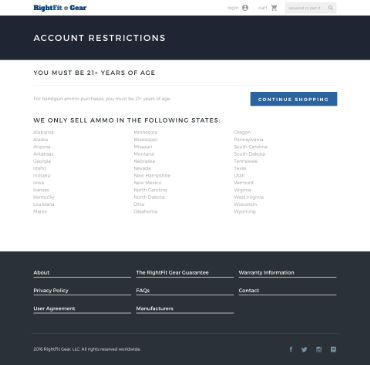 RightFit Gear
login
cart
ACCOUNT RESTRICTIONS
YOU MUST BE 21+ YEARS OF AGE
For handgun ammo purchases, you must be 21+ years of age.
CONTINUE SHOPPING
WE ONLY SELL AMMO IN THE FOLLOWING STATES:
Alabama Minnesota Oregon
Alaska Mississippi Pennsylvania
Arizona Missouri South Carolina
Arkansas Montana South Dakota
Georgia Nebraska Tennessee
Idaho Nevada Texas
Indiana New Hampshire Utah
Iowa New Mexico Vermont
Kansas North Carolina Virginia
Kentucky North Dakota West Virginia
Louisiana Ohio Wisconsin
Maine Oklahoma Wyoming
About The RightFit Gear Guarantee Warranty Information
Privacy Policy FAQs Contact
User Agreement Manufacturers
2016 RightFit Gear, LLC. All rights reserved worldwide.